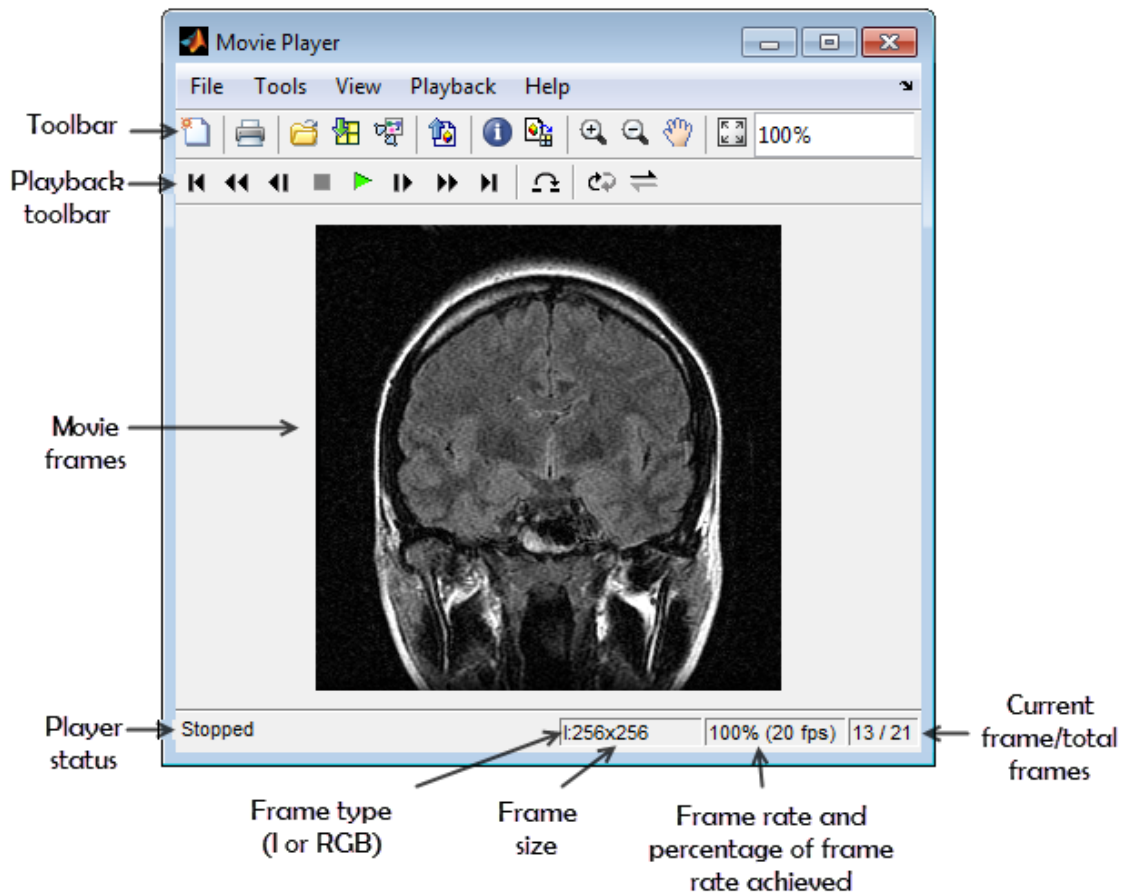 Movie Player
File Tools View Playback Help
Toolbar
100%
Playback
toolbar
Movie
frames
Player
status
Stopped
I:256x256
100% (20 fps)
13 / 21
Current
frame/total
frames
Frame type
(I or RGB)
Frame
size
Frame rate and
percentage of frame
rate achieved